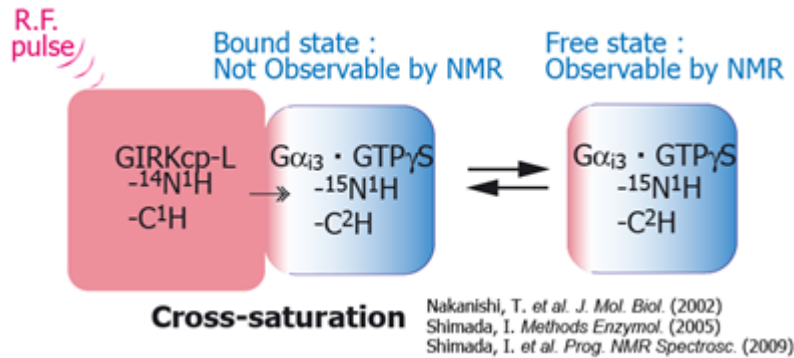 R.F.
pulse
Bound state :
Not Observable by NMR
Free state :
Observable by NMR
GIRKcp-L
-¹⁴N¹H
-C¹H
Gαi3・GTPγS
-¹⁵N¹H
-C²H
Gαi3・GTPγS
-¹⁵N¹H
-C²H
Cross-saturation
Nakanishi, T. et al. J. Mol. Biol. (2002)
Shimada, I. Methods Enzymol. (2005)
Shimada, I. et al. Prog. NMR Spectrosc. (2009)